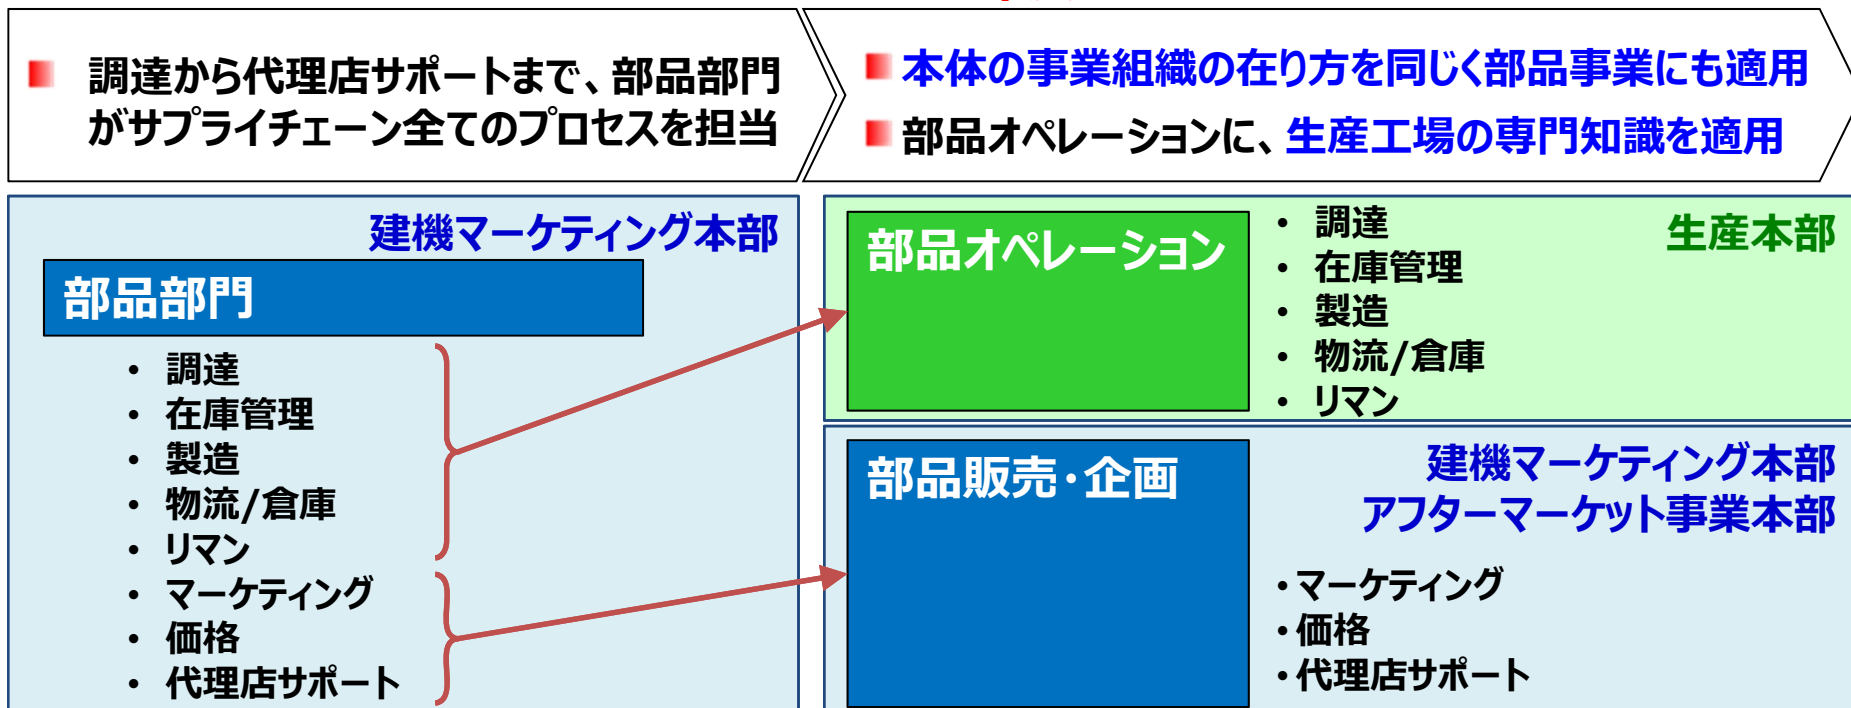 ■ 調達から代理店サポートまで、部品部門
がサプライチェーン全てのプロセスを担当
■ 本体の事業組織の在り方を同じく部品事業にも適用
■ 部品オペレーションに、生産工場の専門知識を適用
建機マーケティング本部
部品部門
• 調達
• 在庫管理
• 製造
• 物流/倉庫
• リマン
• マーケティング
• 価格
• 代理店サポート
部品オペレーション
• 調達
• 在庫管理
• 製造
• 物流/倉庫
• リマン
生産本部
部品販売・企画
建機マーケティング本部
アフターマーケット事業本部
・マーケティング
・価格
・代理店サポート